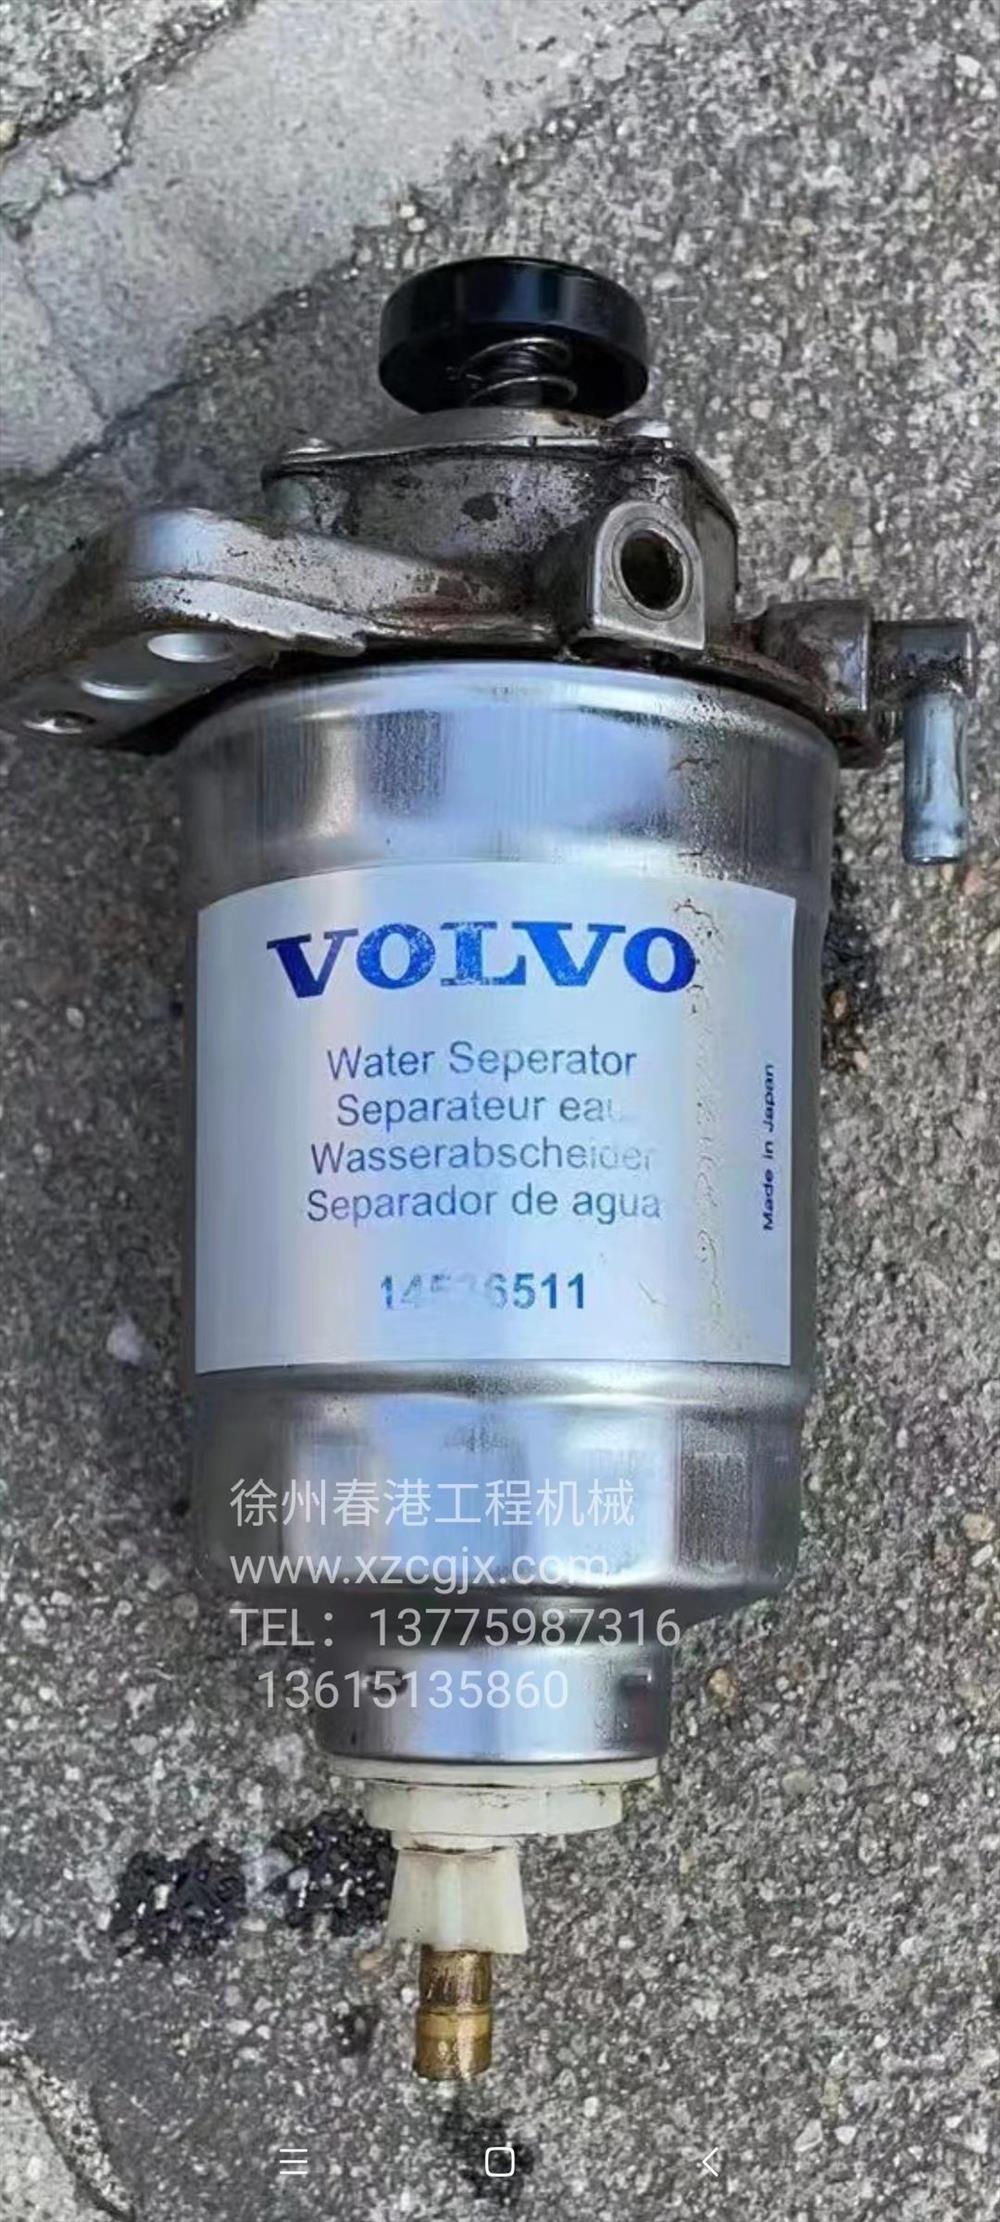 VOLVO
Water Seperator
Separateur eau
Wasserabscheider
Separador de agua
Made in Japan
徐州春港工程机械
www.xzcgjx.com
TEL：13775987316
13615135860